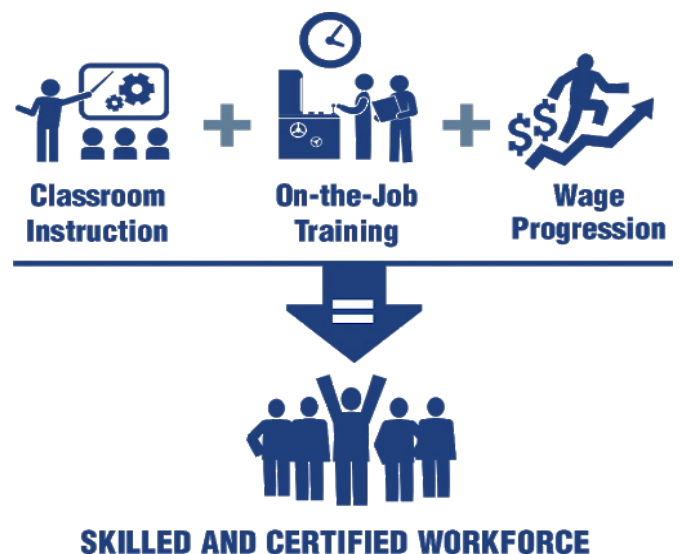 Classroom
Instruction
+
On-the-Job
Training
+
$$
Wage
Progression
=
SKILLED AND CERTIFIED WORKFORCE